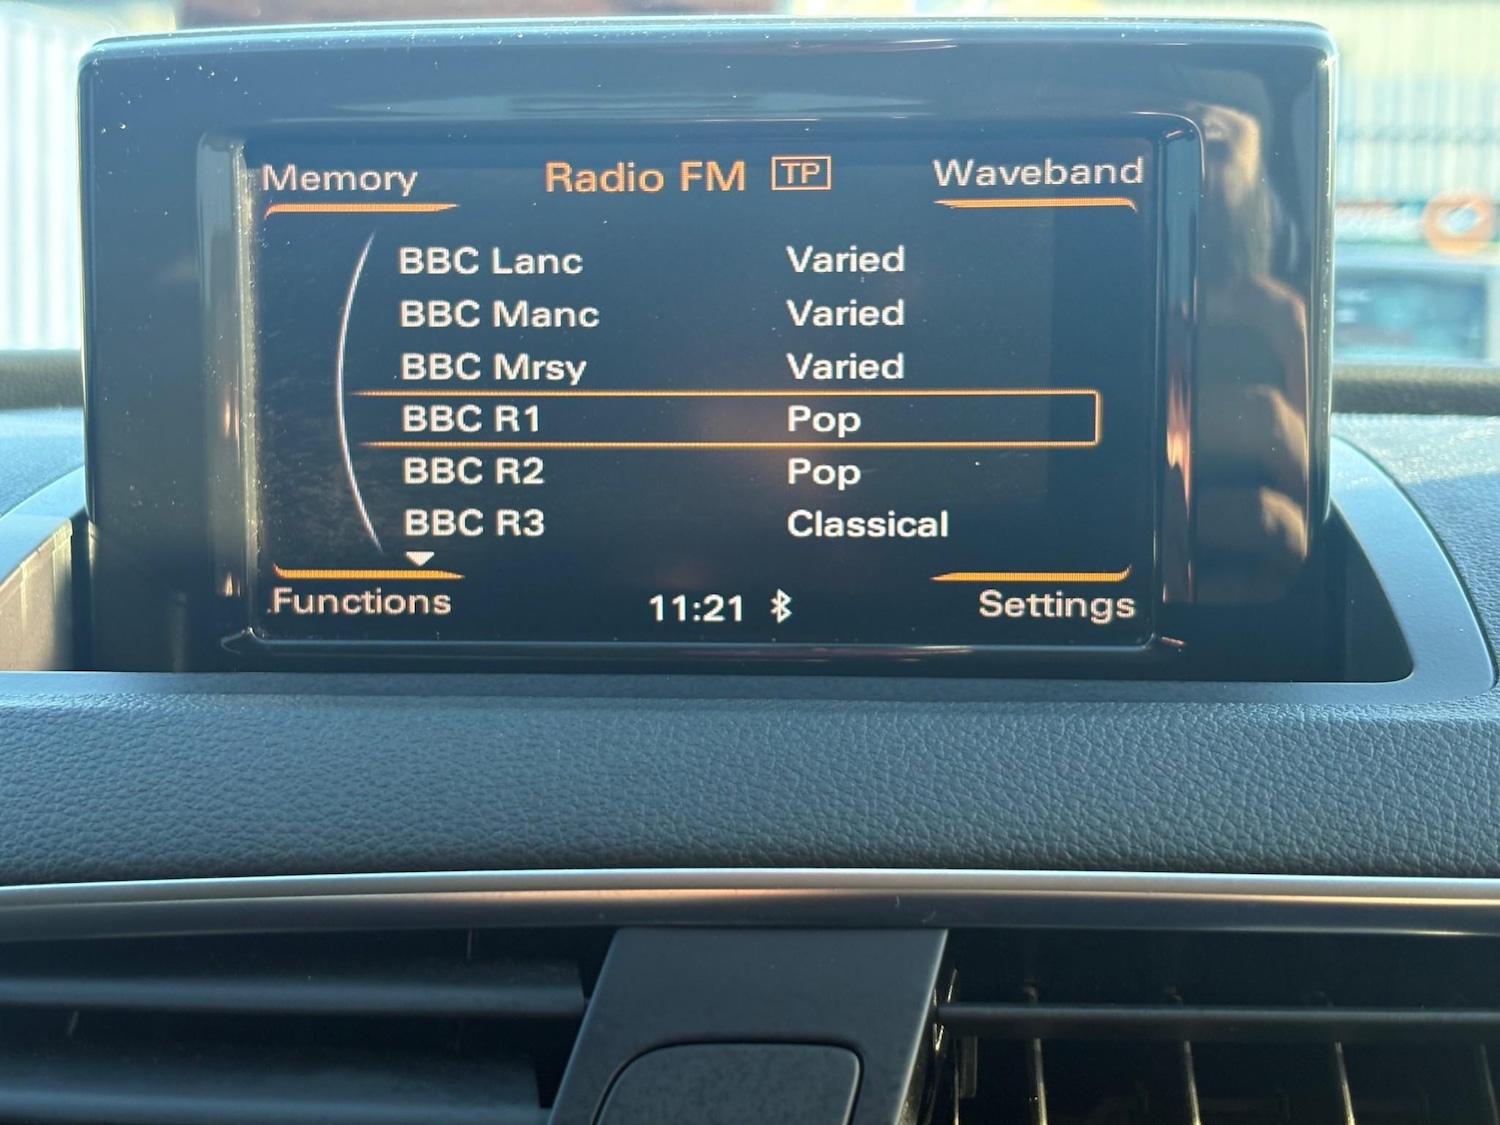 Memory Radio FM TP Waveband
BBC Lanc Varied
BBC Manc Varied
BBC Mrsy Varied
BBC R1 Pop
BBC R2 Pop
BBC R3 Classical
Functions 11:21 Settings